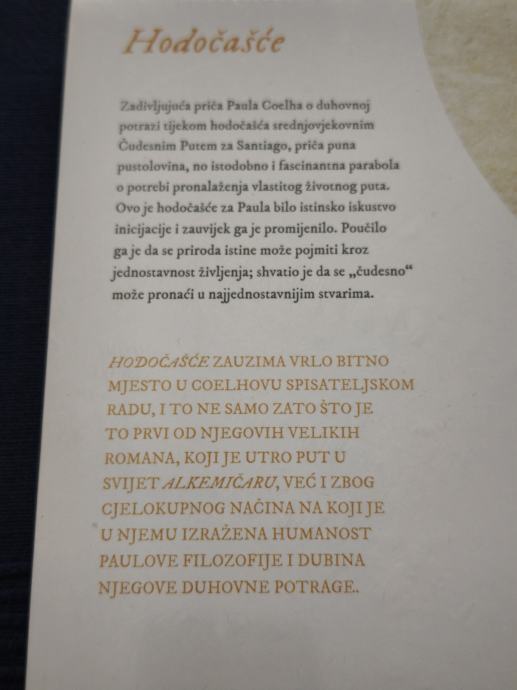 Hodočašće
Zadivljujuća priča Paula Coelha o duhovnoj
potrazi tijekom hodočašća srednjovjekovnim
Čudesnim Putem za Santiago, priča puna
pustolovina, no istodobno i fascinantna parabola
o potrebi pronalaženja vlastitog životnog puta.
Ovo je hodočašće za Paula bilo istinsko iskustvo
inicijacije i zauvijek ga je promijenilo. Poučilo
ga je da se priroda istine može pojmiti kroz
jednostavnost življenja; shvatio je da se „čudesno“
može pronaći u najjednostavnijim stvarima.
HODOČAŠĆE ZAUZIMA VRLO BITNO
MJESTO U COELHOVU SPISATELJSKOM
RADU, I TO NE SAMO ZATO ŠTO JE
TO PRVI OD NJEGOVIH VELIKIH
ROMANA, KOJI JE UTRO PUT U
SVIJET ALKEMIČARU, VEĆ I ZBOG
CJELOKUPNOG NAČINA NA KOJI JE
U NJEMU IZRAŽENA HUMANOST
PAULOVE FILOZOFIJE I DUBINA
NJEGOVE DUHOVNE POTRAGE..